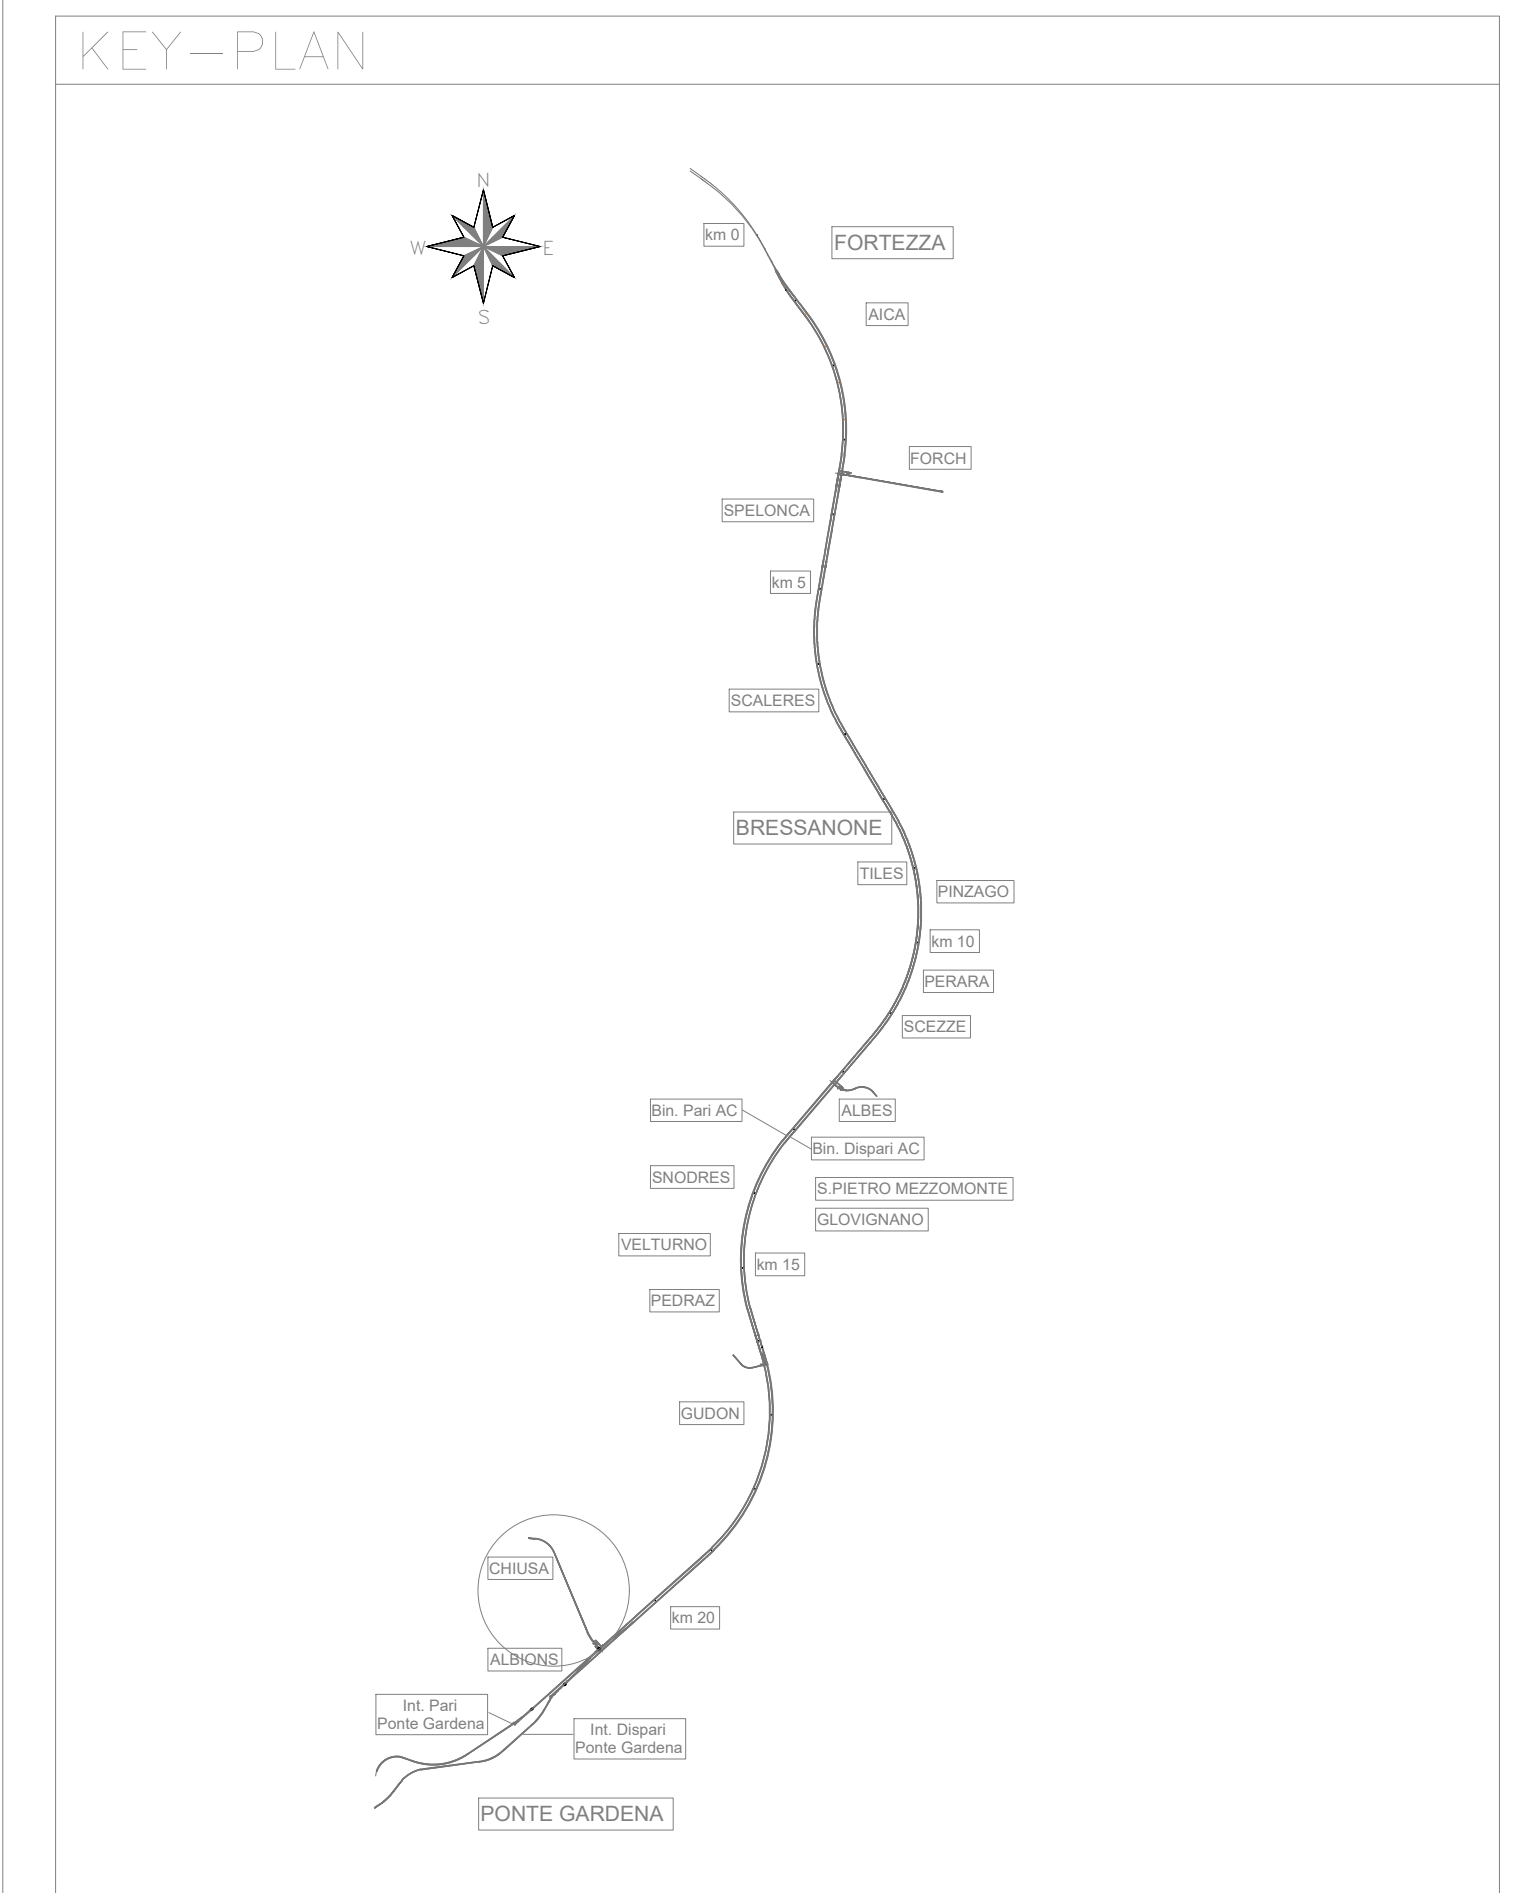 KEY-PLAN
N
W
E
S
km 0
FORTEZZA
AICA
FORCH
SPELONCA
km 5
SCALERES
BRESSANONE
TILES
PINZAGO
km 10
PERARA
SCEZZE
Bin. Pari AC
ALBES
Bin. Dispari AC
SNODRES
S.PIETRO MEZZOMONTE
GLOVIGNANO
VELTURNO
km 15
PEDRAZ
GUDON
CHIUSA
km 20
ALBIONS
Int. Pari
Ponte Gardena
Int. Dispari
Ponte Gardena
PONTE GARDENA